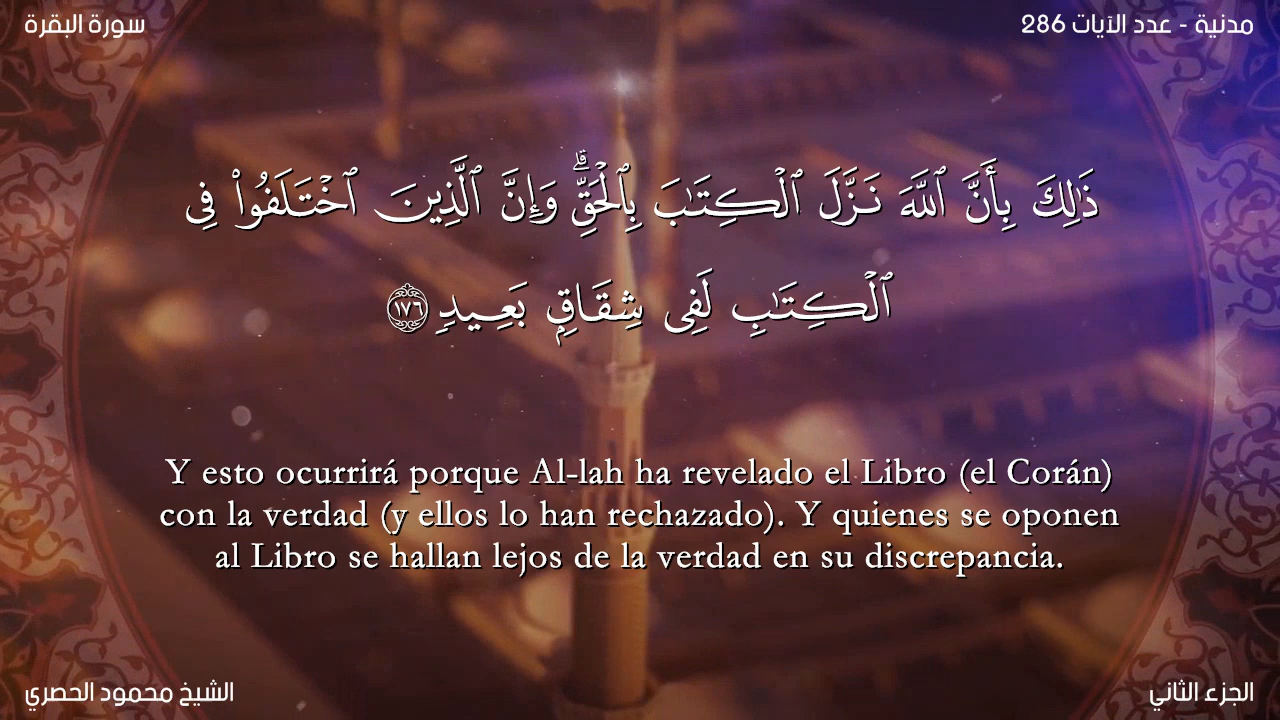 سورة البقرة
مدنية - عدد الآيات 286
ذَٰلِكَ بِأَنَّ ٱللَّهَ نَزَّلَ ٱلْكِتَـٰبَ بِٱلْحَقِّ ۗ وَإِنَّ ٱلَّذِينَ ٱخْتَلَفُوا۟ فِى
ٱلْكِتَـٰبِ لَفِى شِقَاقٍۭ بَعِيدٍ ١٧٦
Y esto ocurrirá porque Al-lah ha revelado el Libro (el Corán)
con la verdad (y ellos lo han rechazado). Y quienes se oponen
al Libro se hallan lejos de la verdad en su discrepancia.
الشيخ محمود الحصري
الجزء الثاني